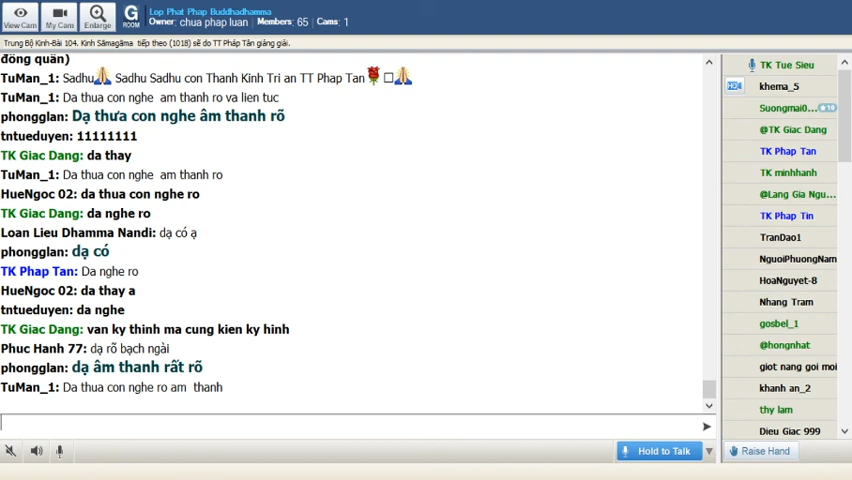 View Cam
My Cam
Enlarge
G
ROOM
Lop Phat Phap Buddhadhamma
Owner: chua phap luan
Members: 65
Cams: 1
Trung Bộ Kinh-Bài 104. Kinh Sāmagāma tiếp theo (1018) sẽ do TT Pháp Tân giảng giải.
đồng quân)
TuMan_1: Sadhu🙏 Sadhu Sadhu con Thanh Kinh Tri an TT Phap Tan🌹□🙏
TuMan_1: Da thua con nghe am thanh ro va lien tuc
phongglan: Dạ thưa con nghe âm thanh rõ
tntueduyen: 11111111
TK Giac Dang: da thay
TuMan_1: Da thua con nghe am thanh ro
HueNgoc 02: da thua con nghe ro
TK Giac Dang: da nghe ro
Loan Lieu Dhamma Nandi: dạ có ạ
phongglan: dạ có
TK Phap Tan: Da nghe ro
HueNgoc 02: da thay a
tntueduyen: da nghe
TK Giac Dang: van ky thinh ma cung kien ky hinh
Phuc Hanh 77: dạ rõ bạch ngài
phongglan: dạ âm thanh rất rõ
TuMan_1: Da thua con nghe ro am thanh
Hold to Talk
TK Tue Sieu
HD
khema_5
Suongmai0... ★10
@TK Giac Dang
TK Phap Tan
TK minhhanh
@Lang Gia Ngu...
TK Phap Tin
TranDao1
NguoiPhuongNam
HoaNguyet-8
Nhang Tram
gosbel_1
@hongnhat
giot nang goi moi
khanh an_2
thy lam
Dieu Giac 999
Raise Hand